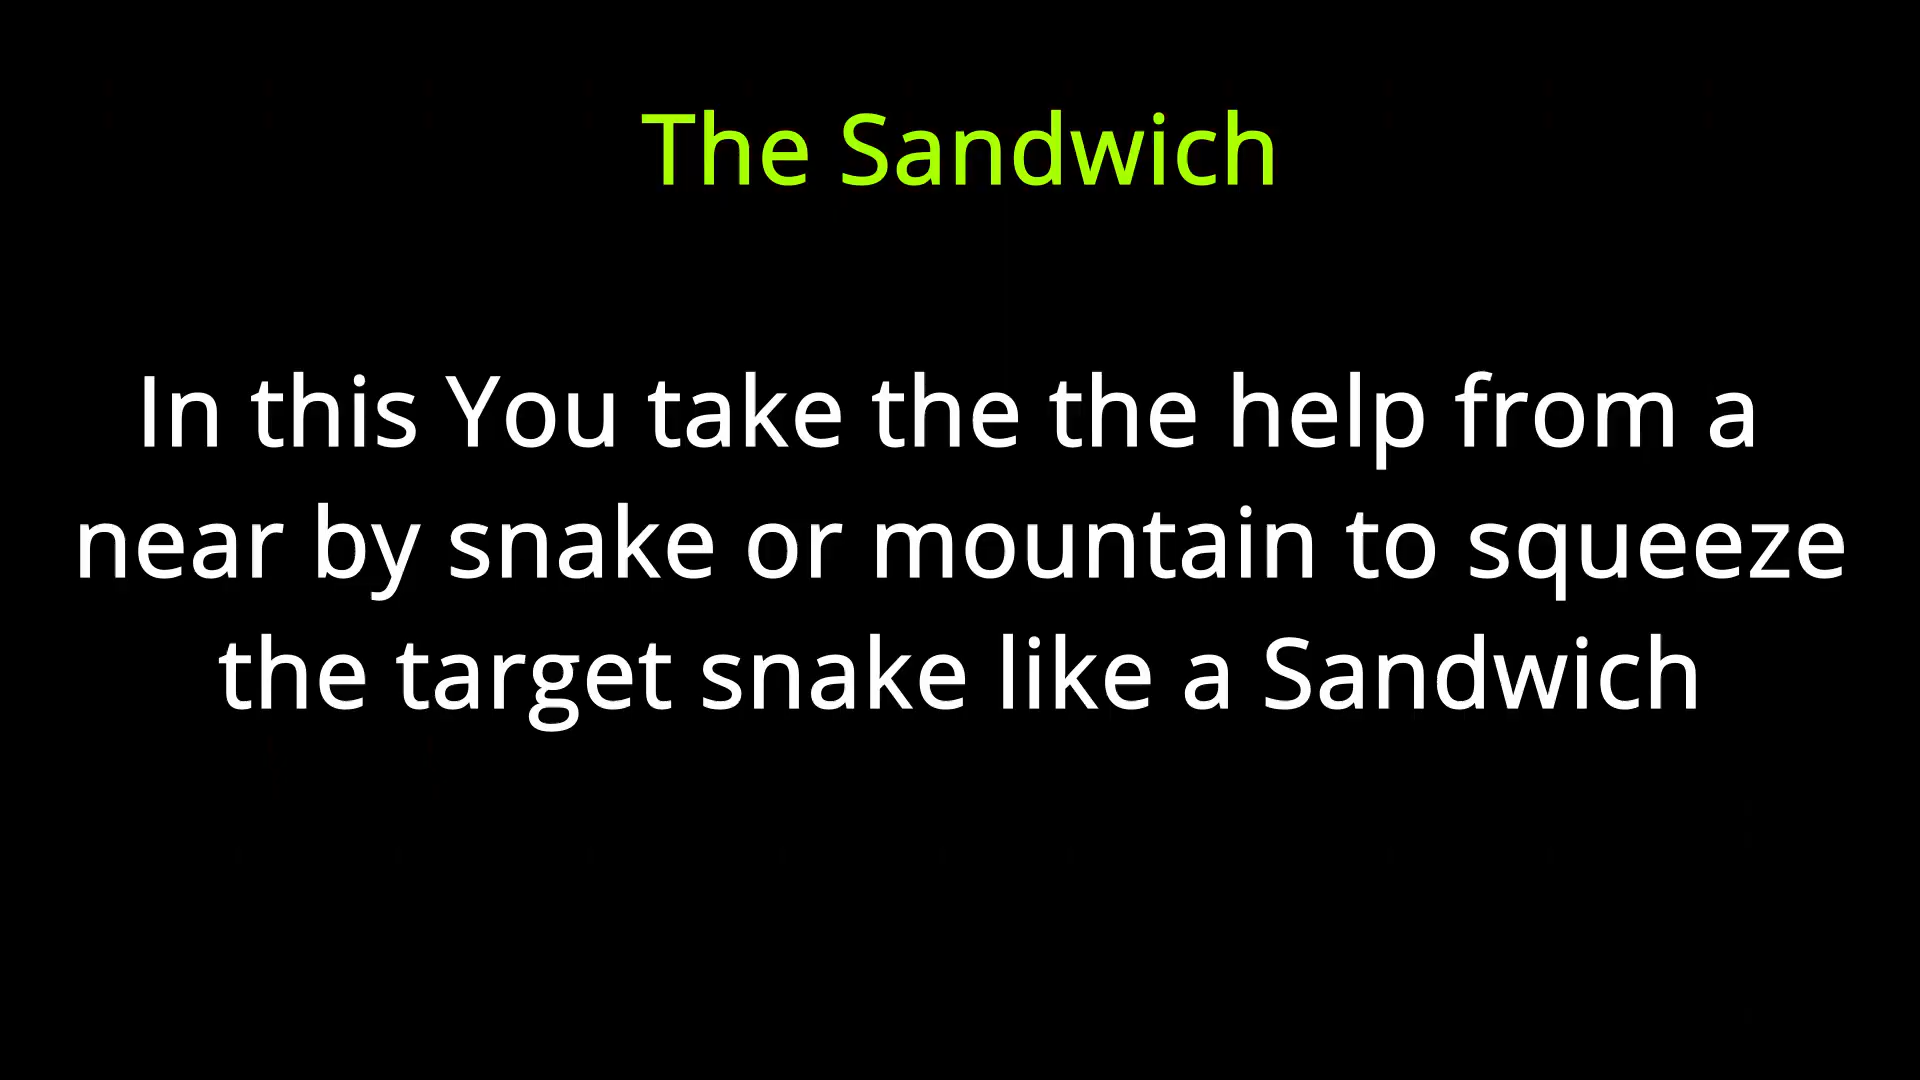 The Sandwich
In this You take the the help from a
near by snake or mountain to squeeze
the target snake like a Sandwich